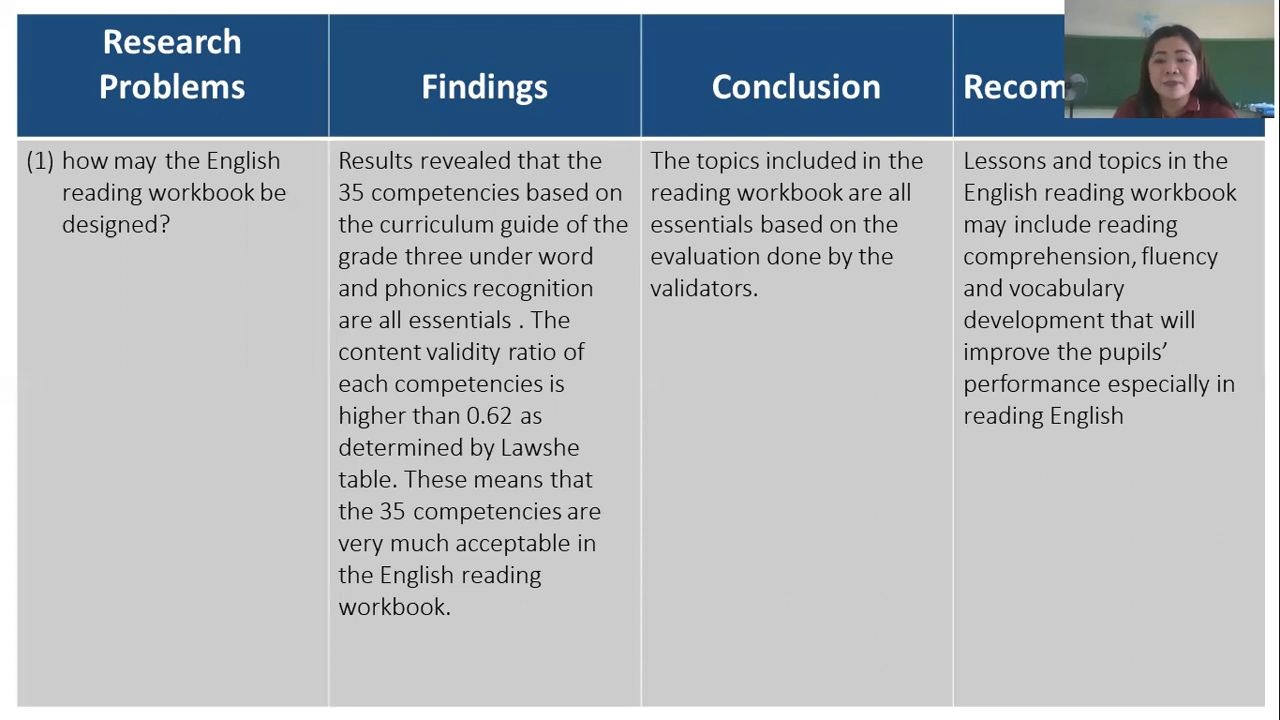 Research
Problems
Findings
Conclusion
Recom
(1) how may the English
reading workbook be
designed?
Results revealed that the
35 competencies based on
the curriculum guide of the
grade three under word
and phonics recognition
are all essentials . The
content validity ratio of
each competencies is
higher than 0.62 as
determined by Lawshe
table. These means that
the 35 competencies are
very much acceptable in
the English reading
workbook.
The topics included in the
reading workbook are all
essentials based on the
evaluation done by the
validators.
Lessons and topics in the
English reading workbook
may include reading
comprehension, fluency
and vocabulary
development that will
improve the pupils’
performance especially in
reading English